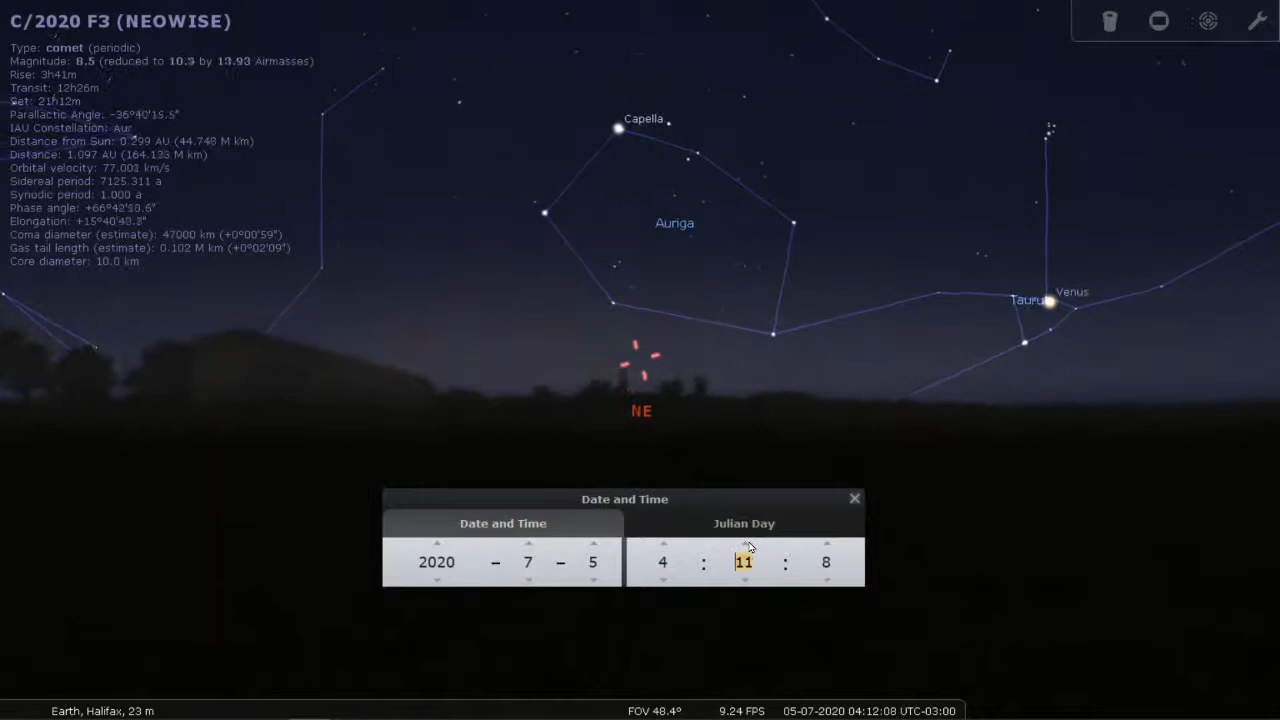 C/2020 F3 (NEOWISE)
Type: comet (periodic)
Magnitude: 8.5 (reduced to 10.3 by 13.93 Airmasses)
Rise: 3h41m
Transit: 12h26m
Set: 21h12m
Parallactic Angle: -36°40'15.5"
IAU Constellation: Aur
Distance from Sun: 0.299 AU (44.748 M km)
Distance: 1.097 AU (164.133 M km)
Orbital velocity: 77.002 km/s
Sidereal period: 7125.311 a
Synodic period: 1.000 a
Phase angle: +66°42'50.6"
Elongation: +15°40'40.3"
Coma diameter (estimate): 47000 km (+0°00'59")
Gas tail length (estimate): 0.102 M km (+0°02'09")
Core diameter: 10.0 km
Capella
Auriga
Venus
Taurus
NE
Date and Time
Date and Time Julian Day
2020 - 7 - 5 4 : 11 : 8
Earth, Halifax, 23 m FOV 48.4° 9.24 FPS 05-07-2020 04:12:08 UTC-03:00